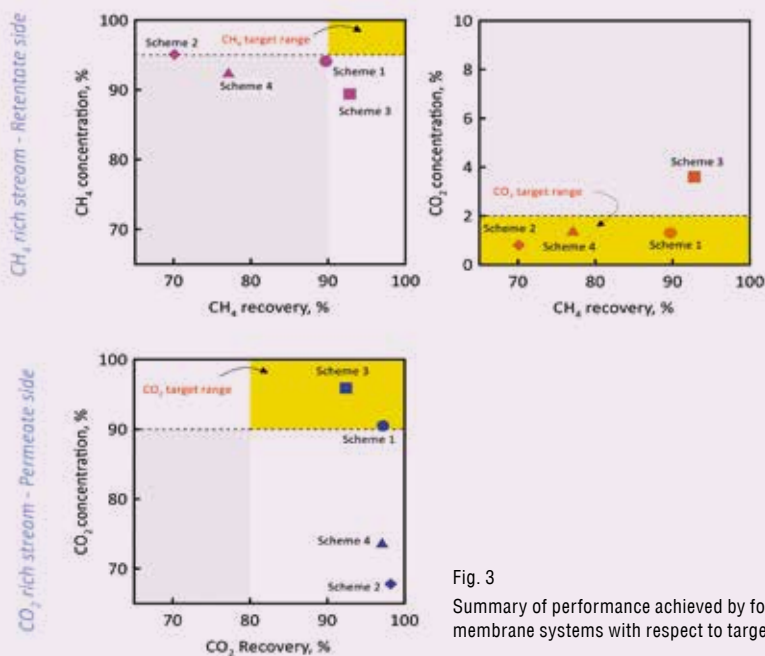 CH₄ rich stream - Retentate side
CH₄ concentration, %
100
90
80
70
Scheme 2
CH₄ target range
Scheme 1
Scheme 4
Scheme 3
70
80
90
100
CH₄ recovery, %
CO₂ concentration, %
10
8
6
4
2
0
Scheme 3
CO₂ target range
Scheme 2
Scheme 4
Scheme 1
70
80
90
100
CH₄ recovery, %
CO₂ rich stream - Permeate side
CO₂ concentration, %
100
90
80
70
CO₂ target range
Scheme 3
Scheme 1
Scheme 4
Scheme 2
70
80
90
100
CO₂ Recovery, %
Fig. 3
Summary of performance achieved by fo
membrane systems with respect to targe